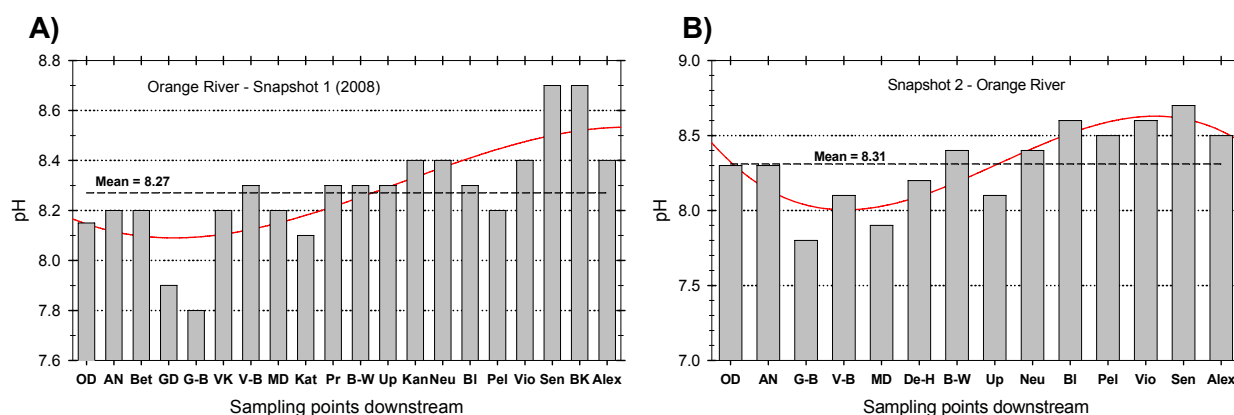 A)
Orange River - Snapshot 1 (2008)
Mean = 8.27
pH
8.8
8.6
8.4
8.2
8.0
7.8
7.6
OD AN Bet GD G-B VK V-B MD Kat Pr B-W Up Kan Neu Bl Pel Vio Sen BK Alex
Sampling points downstream
B)
Snapshot 2 - Orange River
Mean = 8.31
pH
9.0
8.5
8.0
7.5
7.0
OD AN G-B V-B MD De-H B-W Up Neu Bl Pel Vio Sen Alex
Sampling points downstream